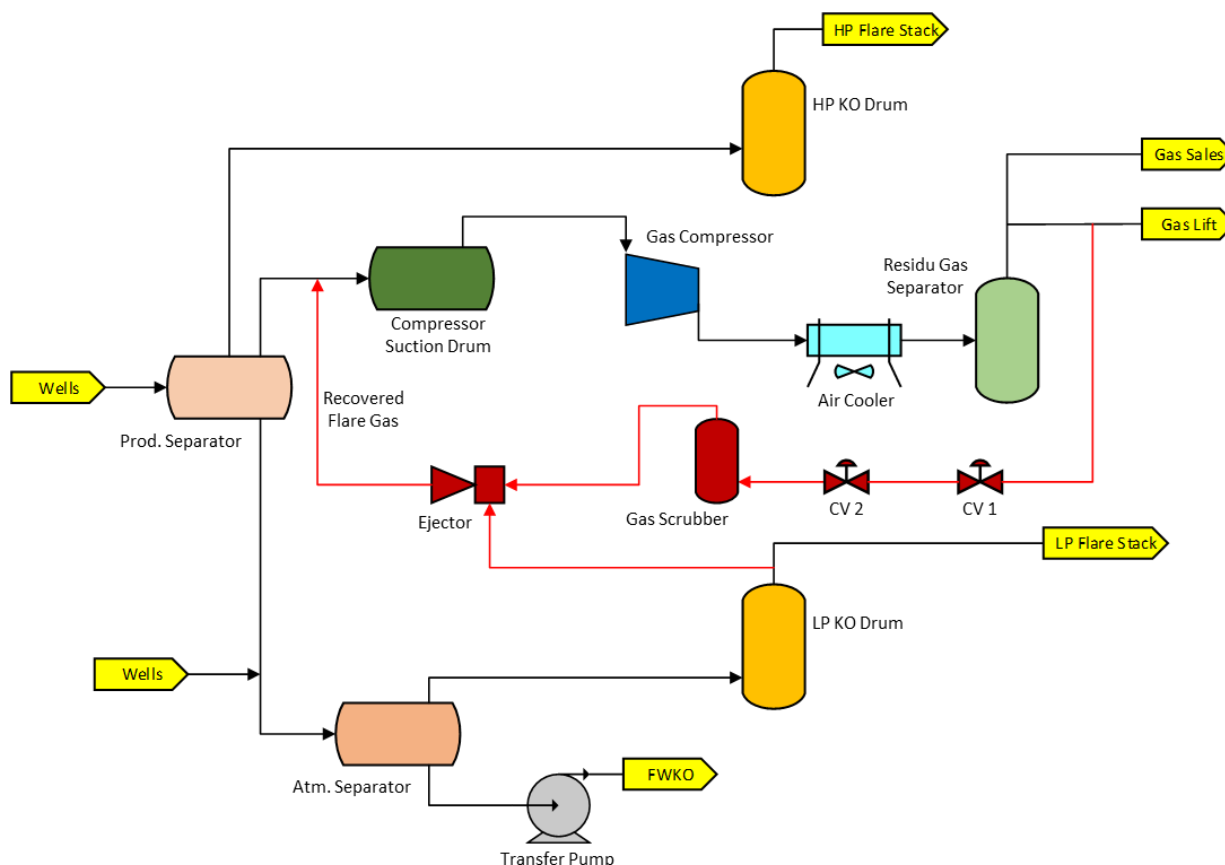 HP Flare Stack
HP KO Drum
Gas Sales
Gas Compressor
Gas Lift
Residu Gas
Separator
Compressor
Suction Drum
Wells
Recovered
Flare Gas
Air Cooler
Prod. Separator
Ejector
Gas Scrubber
CV 2
CV 1
LP Flare Stack
LP KO Drum
Wells
Atm. Separator
FWKO
Transfer Pump